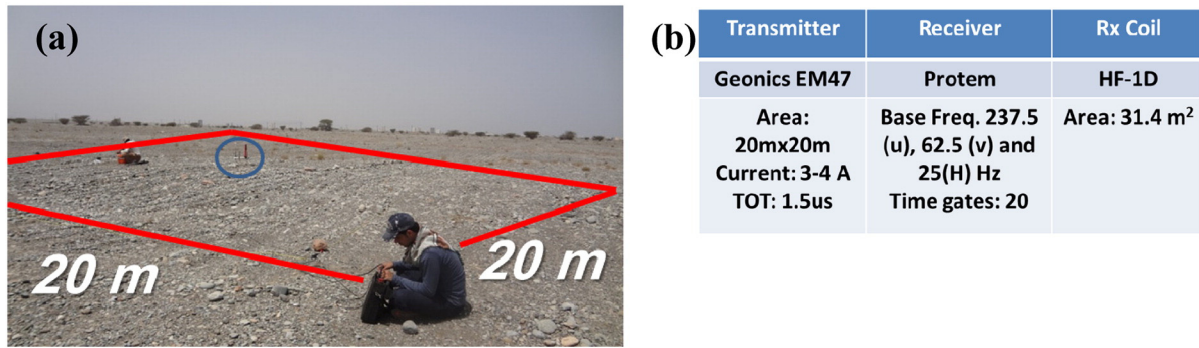 (a)
20 m
20 m
(b)
Transmitter
Receiver
Rx Coil
Geonics EM47
Protem
HF-1D
Area:
20mx20m
Current: 3-4 A
TOT: 1.5us
Base Freq. 237.5
(u), 62.5 (v) and
25(H) Hz
Time gates: 20
Area: 31.4 m²